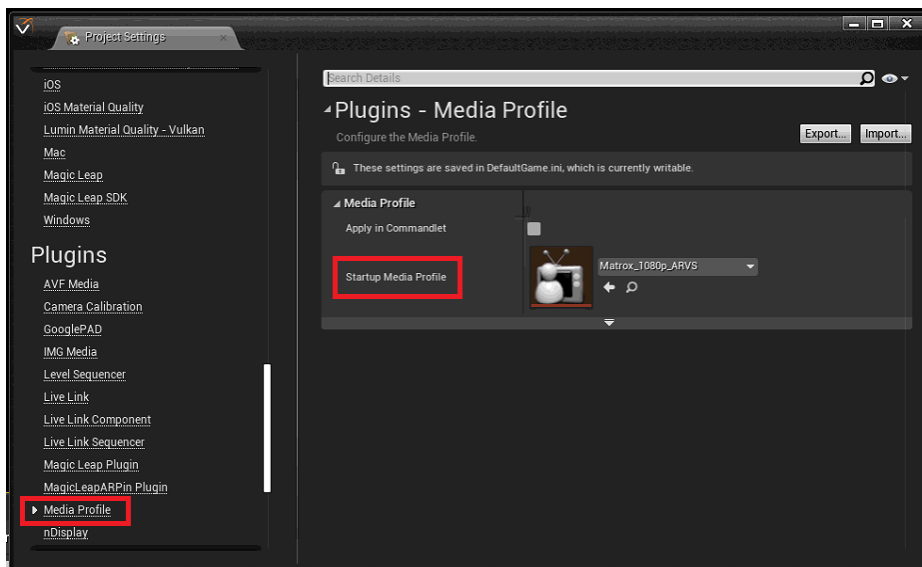 Project Settings
iOS
iOS Material Quality
Lumin Material Quality - Vulkan
Mac
Magic Leap
Magic Leap SDK
Windows
Plugins
AVF Media
Camera Calibration
GooglePAD
IMG Media
Level Sequencer
Live Link
Live Link Component
Live Link Sequencer
Magic Leap Plugin
MagicLeapARPin Plugin
Media Profile
nDisplay
Search Details
Plugins - Media Profile
Configure the Media Profile.
Export...
Import...
These settings are saved in DefaultGame.ini, which is currently writable.
Media Profile
Apply in Commandlet
Startup Media Profile
Matrox_1080p_ARVS